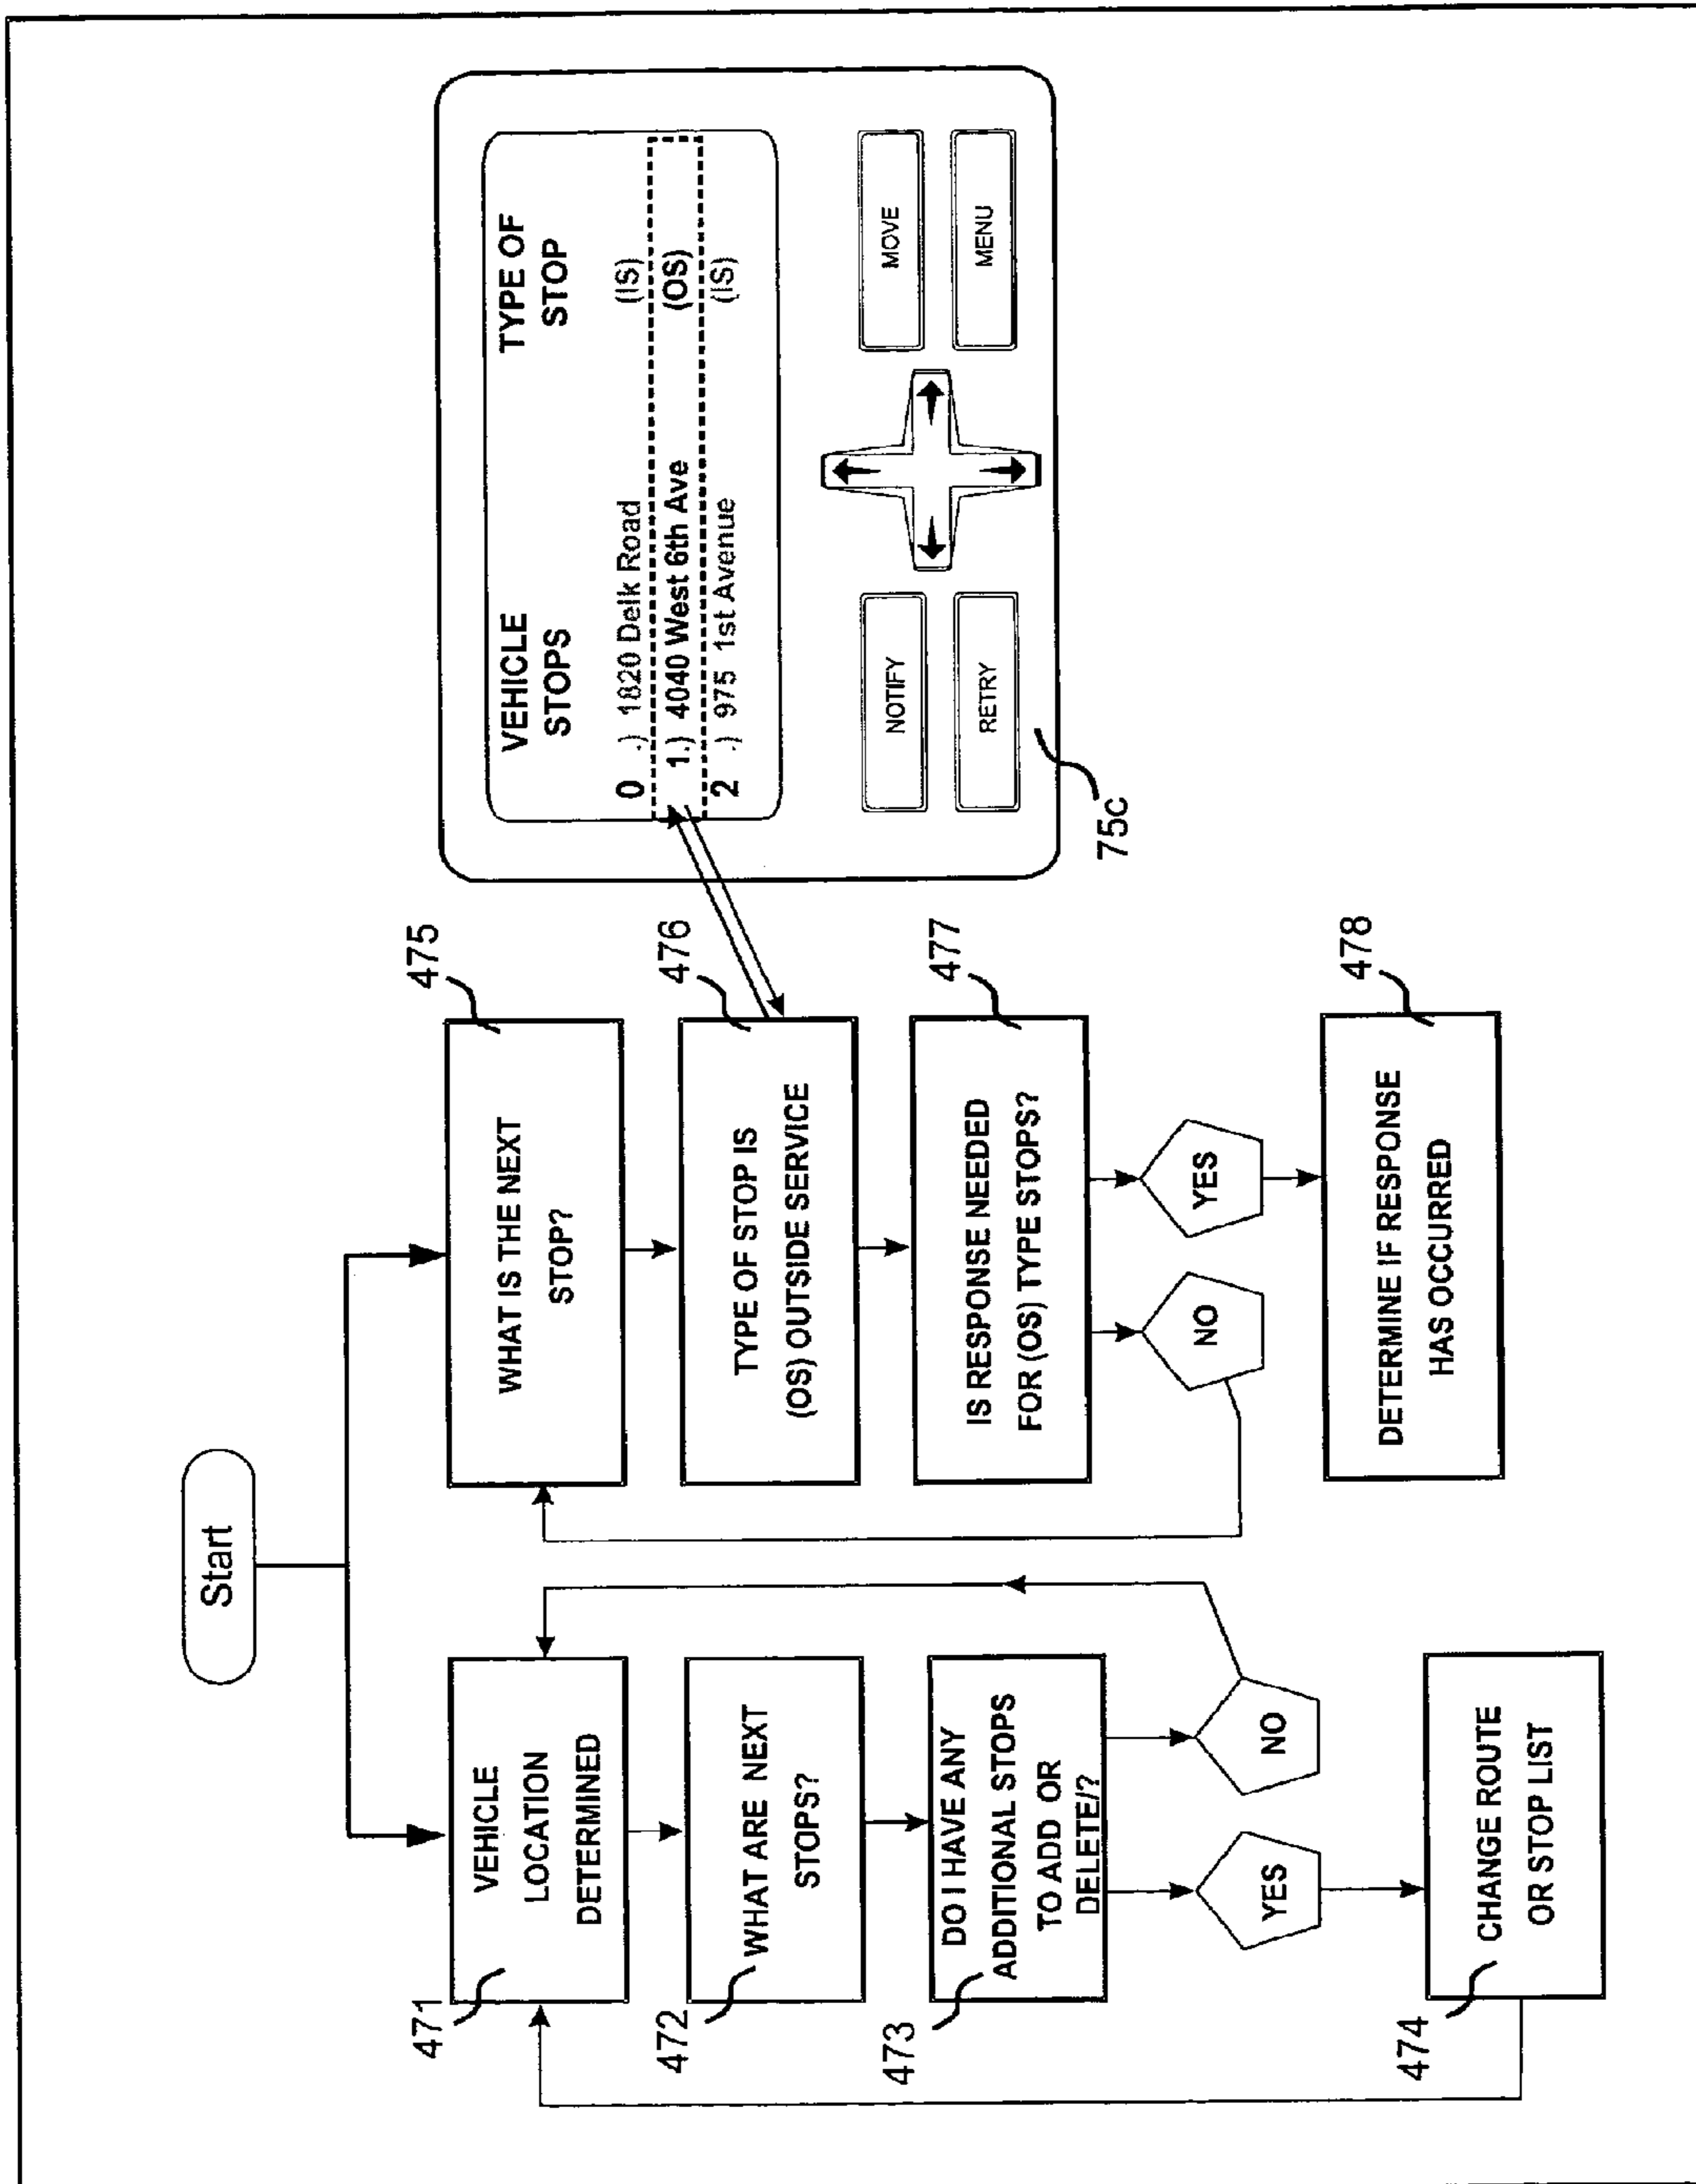 Start
471
VEHICLE
LOCATION
DETERMINED
472
WHAT ARE NEXT
STOPS?
473
DO I HAVE ANY
ADDITIONAL STOPS
TO ADD OR
DELETE/?
YES
NO
474
CHANGE ROUTE
OR STOP LIST
475
WHAT IS THE NEXT
STOP?
476
TYPE OF STOP IS
(OS) OUTSIDE SERVICE
477
IS RESPONSE NEEDED
FOR (OS) TYPE STOPS?
NO
YES
478
DETERMINE IF RESPONSE
HAS OCCURRED
VEHICLE
STOPS
TYPE OF
STOP
0 .) 1820 Delk Road (IS)
1.) 4040 West 6th Ave (OS)
2 .) 975 1st Avenue (IS)
NOTIFY
RETRY
MOVE
MENU
75c